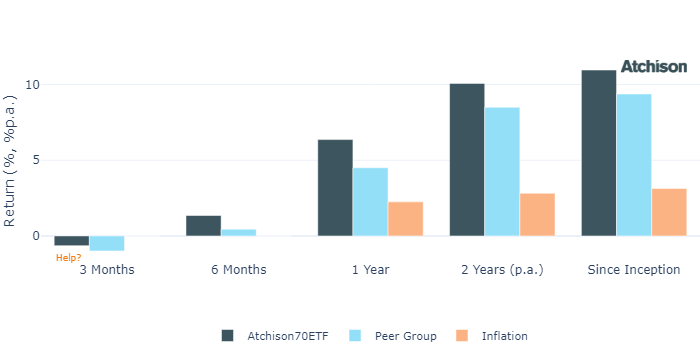 Atchison
10
5
0
Return (%, %p.a.)
Help?
3 Months
6 Months
1 Year
2 Years (p.a.)
Since Inception
Atchison70ETF
Peer Group
Inflation